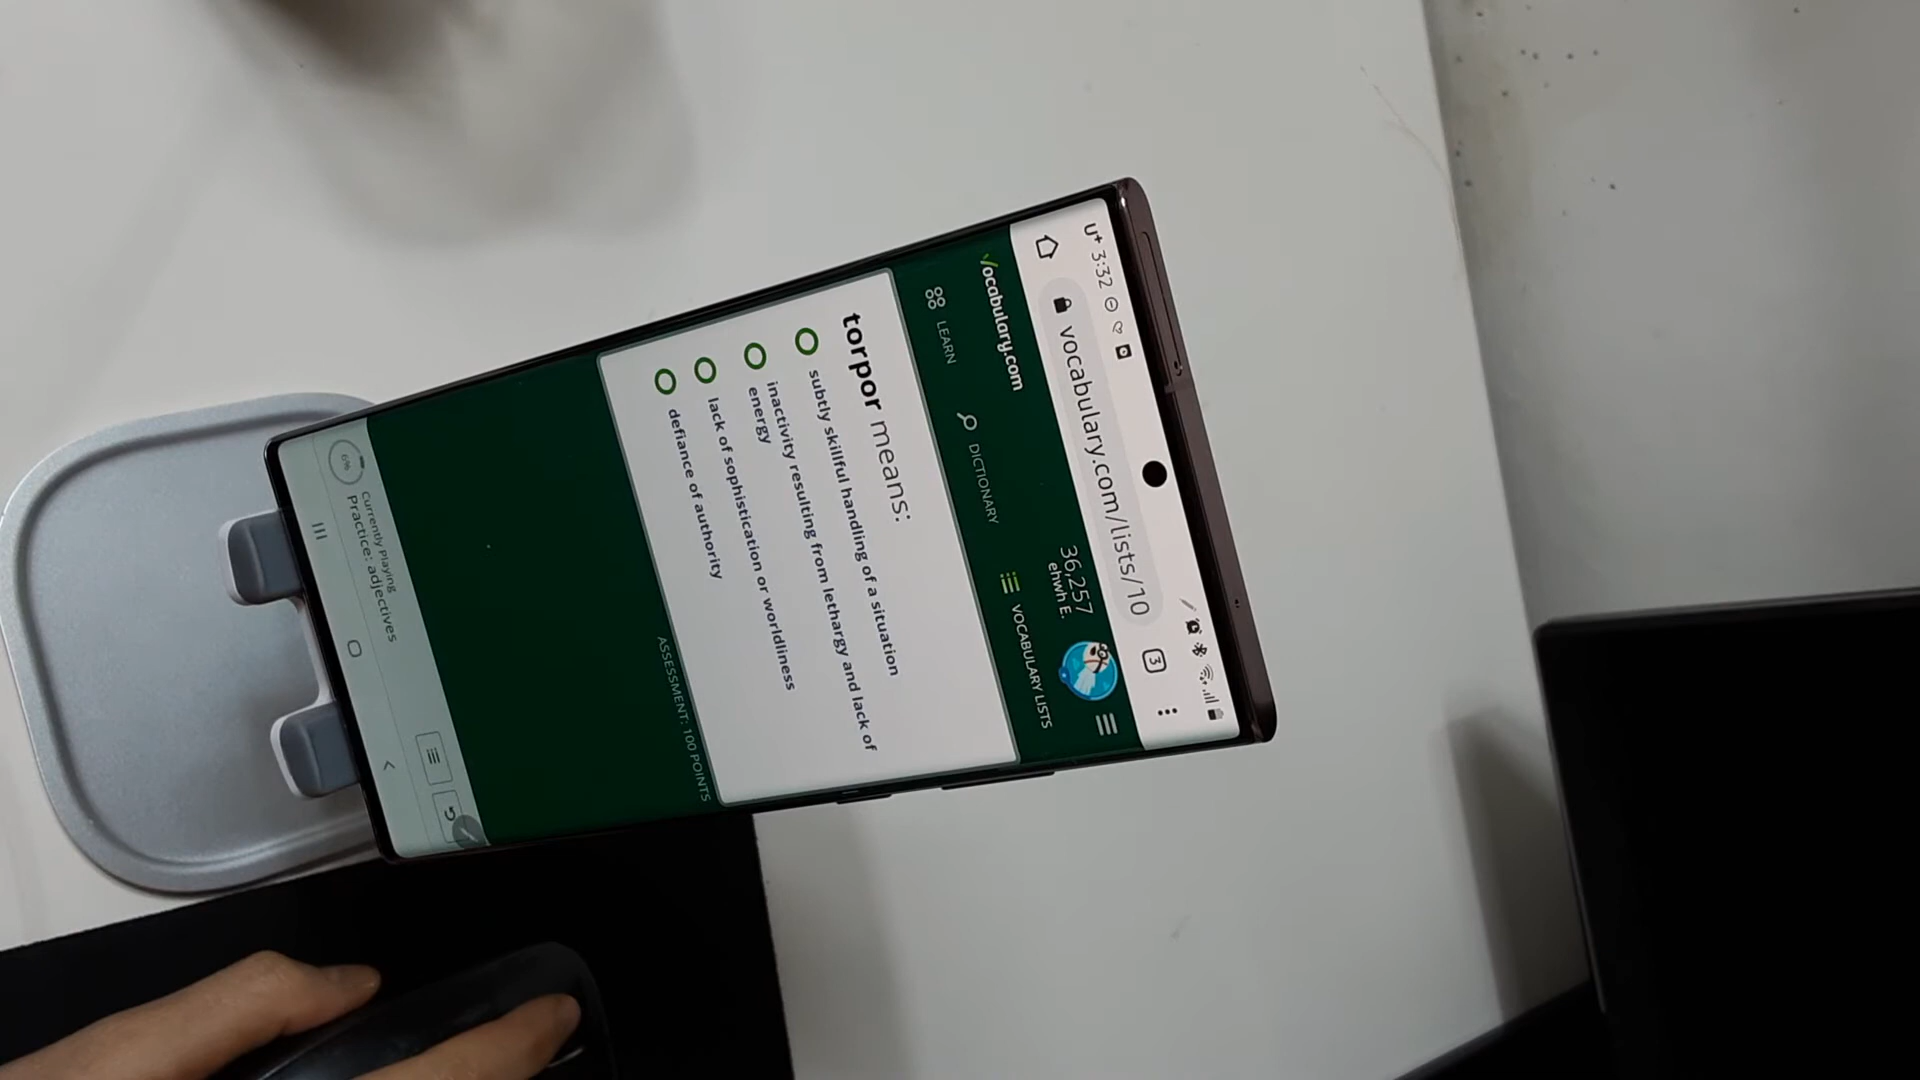 U+ 3:32
vocabulary.com/lists/10
3
Vocabulary.com
36,257
ehwh E.
LEARN
DICTIONARY
VOCABULARY LISTS
torpor means:
subtly skillful handling of a situation
inactivity resulting from lethargy and lack of
energy
lack of sophistication or worldliness
defiance of authority
ASSESSMENT: 100 POINTS
6%
Currently Playing
Practice: adjectives